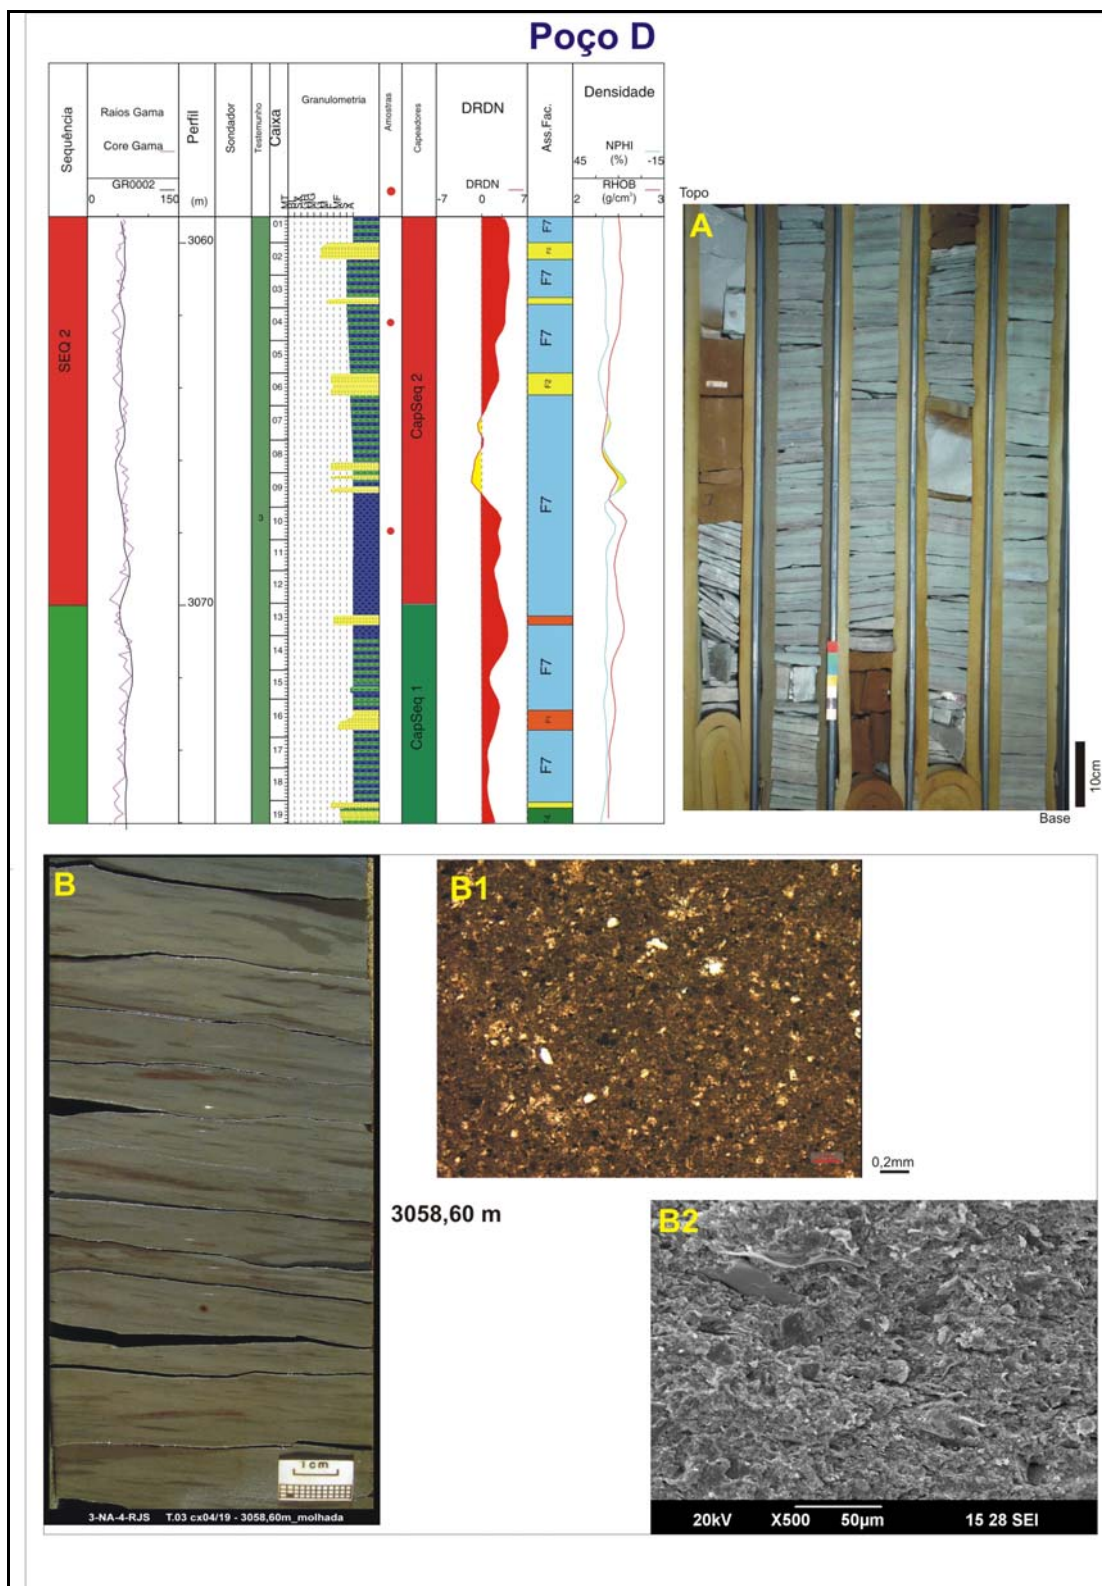 Poço D
Sequência
Raios Gama
Core Gama
GR0002
0 150
Perfil
(m)
Sondador
Testemunho
Caixa
Granulometria
Amostras
Capeadores
DRDN
DRDN
-7 0 7
Ass.Fac.
Densidade
NPHI
45 (%) -15
RHOB
2 (g/cm³) 3
SEQ 2
3060
3070
3
01
02
03
04
05
06
07
08
09
10
11
12
13
14
15
16
17
18
19
CapSeq 2
CapSeq 1
F7
F2
F7
F7
F2
F7
F7
F1
F7
Topo
A
10cm
Base
B
1cm
3-NA-4-RJS T.03 cx04/19 - 3058,60m_molhada
B1
0,2mm
3058,60 m
B2
20kV X500 50µm 15 28 SEI